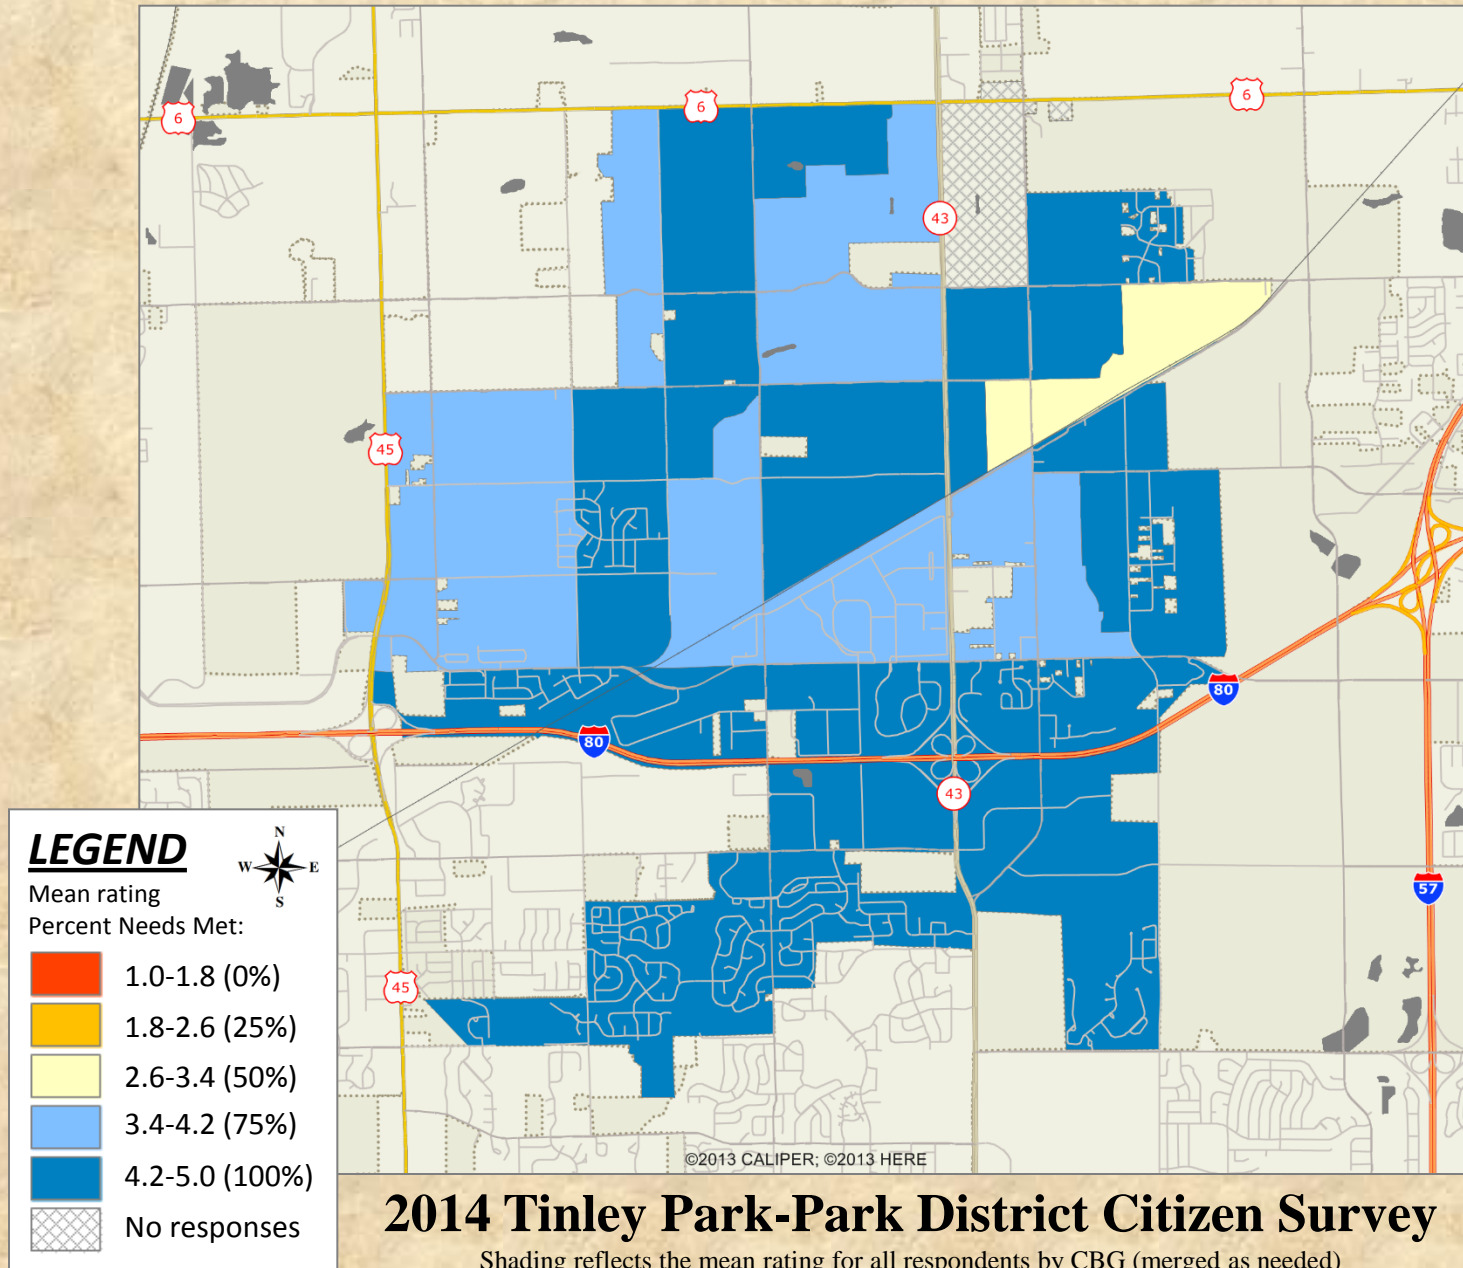 6
6
6
43
45
80
80
43
57
45
LEGEND
N
W E
S
Mean rating
Percent Needs Met:
1.0-1.8 (0%)
1.8-2.6 (25%)
2.6-3.4 (50%)
3.4-4.2 (75%)
4.2-5.0 (100%)
No responses
©2013 CALIPER; ©2013 HERE
2014 Tinley Park-Park District Citizen Survey
Shading reflects the mean rating for all respondents by CBG (merged as needed)